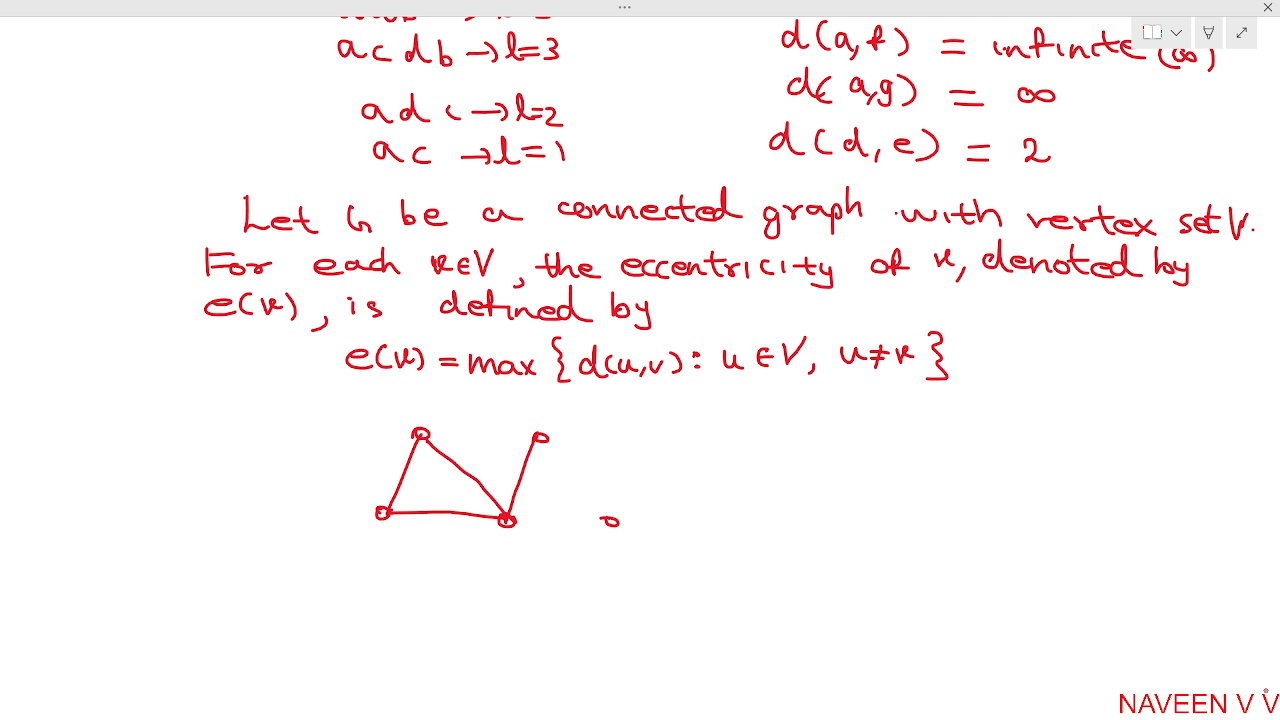 a c d b → l=3
d(a,f) = infinite (∞)
d( a,g) = ∞
a d c → l=2
a c → l=1
d(d, e) = 2
Let G be a connected graph with vertex set V.
For each v∈V, the eccentricity of v, denoted by
e(v), is defined by
e(v) = max {d(u,v): u ∈ V, u≠v}
NAVEEN V V